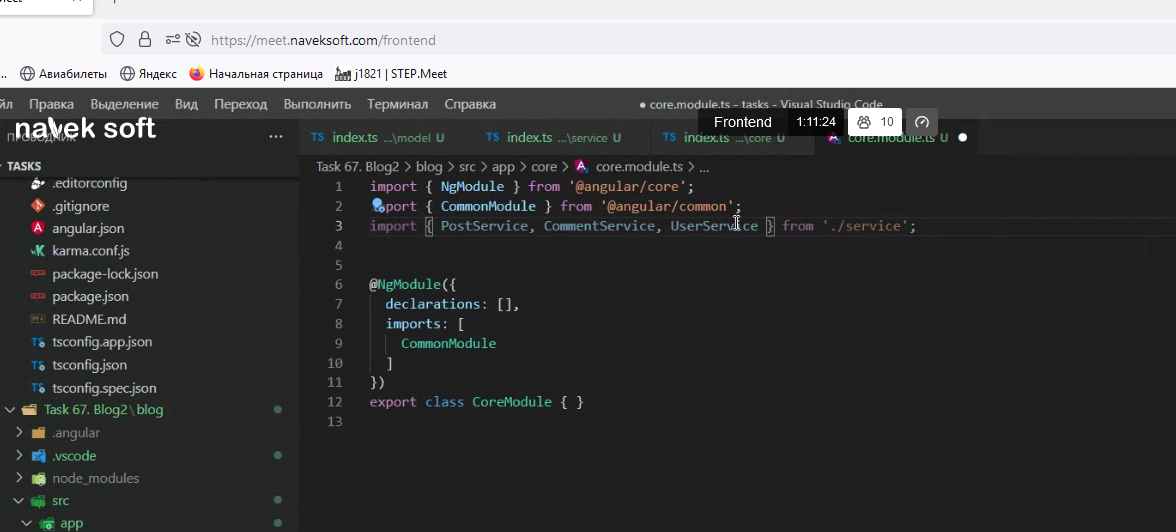 Meet
https://meet.naveksoft.com/frontend
... Авиабилеты Яндекс Начальная страница j1821 | STEP.Meet
йл Правка Выделение Вид Переход Выполнить Терминал Справка ● core.module.ts - tasks - Visual Studio Code
navek soft
Frontend 1:11:24 10
ПРОВОДНИК ...
TS index.ts ...\model U TS index.ts ...\service U TS index.ts ...\core U core.module.ts U
TASKS
Task 67. Blog2 > blog > src > app > core > core.module.ts > ...
.editorconfig
.gitignore
angular.json
karma.conf.js
package-lock.json
package.json
README.md
TS tsconfig.app.json
TS tsconfig.json
TS tsconfig.spec.json
Task 67. Blog2\blog
.angular
.vscode
node_modules
src
app
1 import { NgModule } from '@angular/core';
2 import { CommonModule } from '@angular/common';
3 import { PostService, CommentService, UserService } from './service';
4
5
6 @NgModule({
7 declarations: [],
8 imports: [
9 CommonModule
10 ]
11 })
12 export class CoreModule { }
13